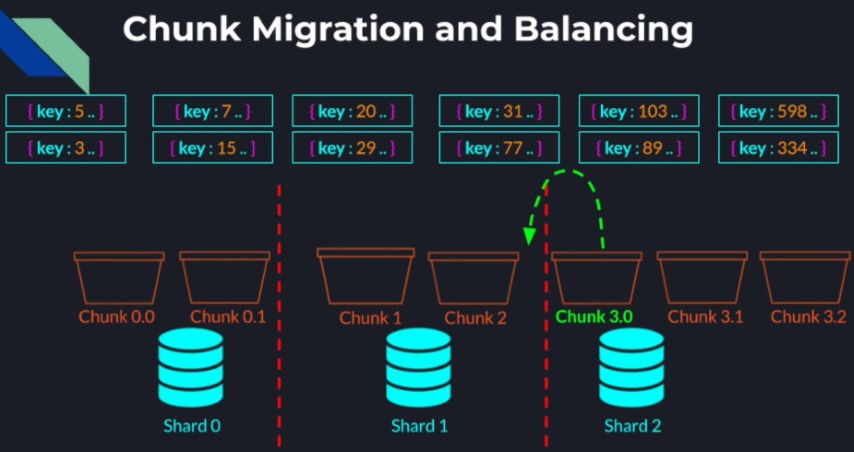 Chunk Migration and Balancing
{ key : 5 .. } { key : 7 .. } { key : 20 .. } { key : 31 .. } { key : 103 .. } { key : 598 .. }
{ key : 3 .. } { key : 15 .. } { key : 29 .. } { key : 77 .. } { key : 89 .. } { key : 334 .. }
Chunk 0.0 Chunk 0.1 Chunk 1 Chunk 2 Chunk 3.0 Chunk 3.1 Chunk 3.2
Shard 0 Shard 1 Shard 2